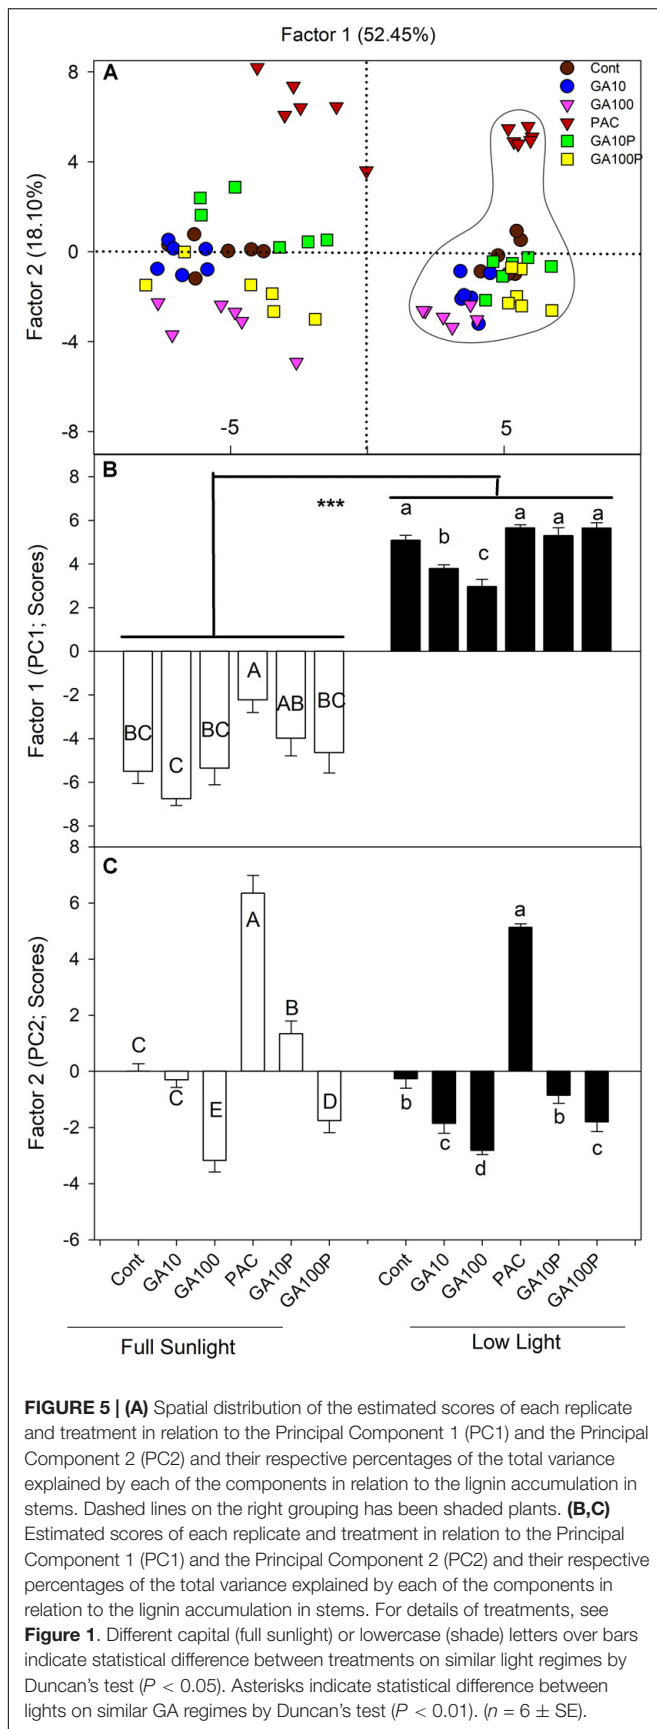 Factor 1 (52.45%)
A
8
4
0
-4
-8
Factor 2 (18.10%)
Cont
GA10
GA100
PAC
GA10P
GA100P
-5
5
B
8
6
4
2
0
-2
-4
-6
-8
Factor 1 (PC1; Scores)
***
a
b
c
a
a
a
BC
C
BC
A
AB
BC
C
8
6
4
2
0
-2
-4
-6
Factor 2 (PC2; Scores)
C
C
E
A
B
D
b
c
d
a
b
c
Cont
GA10
GA100
PAC
GA10P
GA100P
Cont
GA10
GA100
PAC
GA10P
GA100P
Full Sunlight
Low Light
FIGURE 5 | (A) Spatial distribution of the estimated scores of each replicate
and treatment in relation to the Principal Component 1 (PC1) and the Principal
Component 2 (PC2) and their respective percentages of the total variance
explained by each of the components in relation to the lignin accumulation in
stems. Dashed lines on the right grouping has been shaded plants. (B,C)
Estimated scores of each replicate and treatment in relation to the Principal
Component 1 (PC1) and the Principal Component 2 (PC2) and their respective
percentages of the total variance explained by each of the components in
relation to the lignin accumulation in stems. For details of treatments, see
Figure 1. Different capital (full sunlight) or lowercase (shade) letters over bars
indicate statistical difference between treatments on similar light regimes by
Duncan's test (P < 0.05). Asterisks indicate statistical difference between
lights on similar GA regimes by Duncan's test (P < 0.01). (n = 6 ± SE).